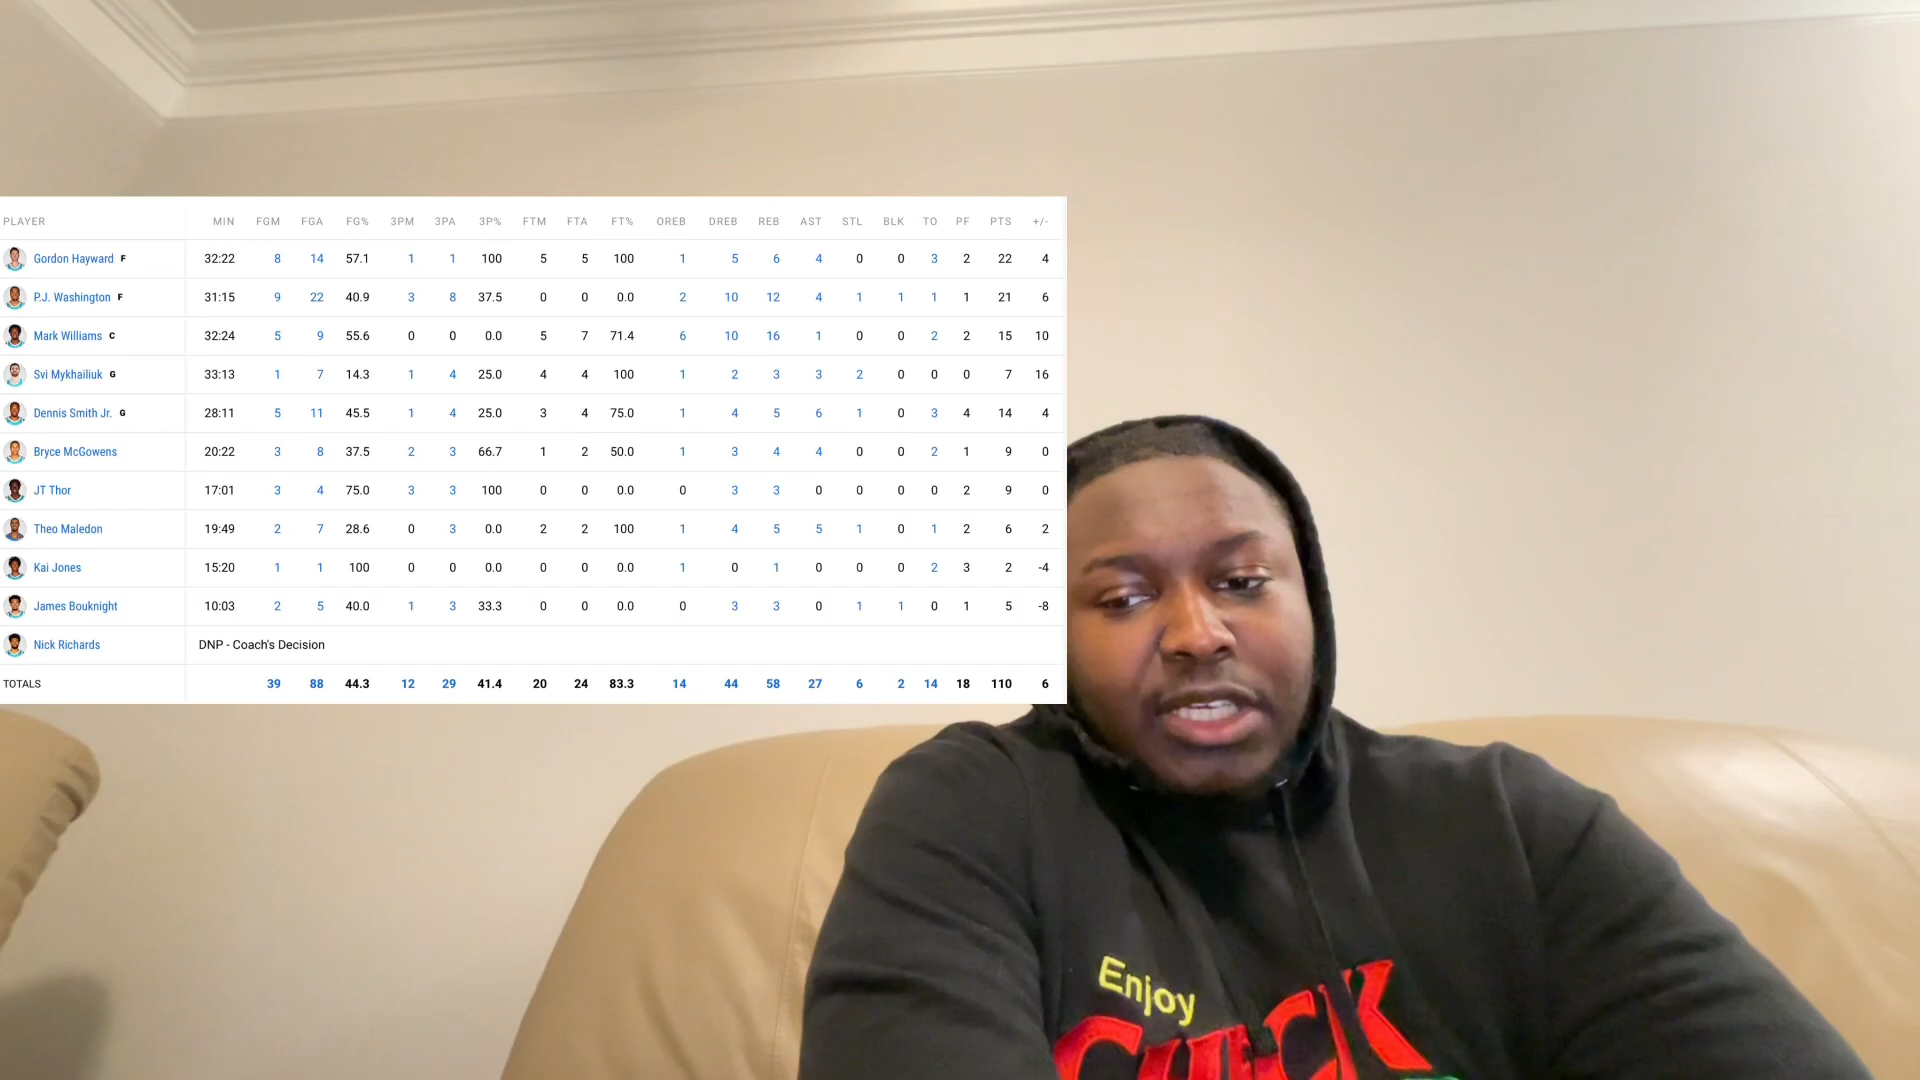 PLAYER MIN FGM FGA FG% 3PM 3PA 3P% FTM FTA FT% OREB DREB REB AST STL BLK TO PF PTS +/-
Gordon Hayward F 32:22 8 14 57.1 1 1 100 5 5 100 1 5 6 4 0 0 3 2 22 4
P.J. Washington F 31:15 9 22 40.9 3 8 37.5 0 0 0.0 2 10 12 4 1 1 1 1 21 6
Mark Williams C 32:24 5 9 55.6 0 0 0.0 5 7 71.4 6 10 16 1 0 0 2 2 15 10
Svi Mykhailiuk G 33:13 1 7 14.3 1 4 25.0 4 4 100 1 2 3 3 2 0 0 0 7 16
Dennis Smith Jr. G 28:11 5 11 45.5 1 4 25.0 3 4 75.0 1 4 5 6 1 0 3 4 14 4
Bryce McGowens 20:22 3 8 37.5 2 3 66.7 1 2 50.0 1 3 4 4 0 0 2 1 9 0
JT Thor 17:01 3 4 75.0 3 3 100 0 0 0.0 0 3 3 0 0 0 0 2 9 0
Theo Maledon 19:49 2 7 28.6 0 3 0.0 2 2 100 1 4 5 5 1 0 1 2 6 2
Kai Jones 15:20 1 1 100 0 0 0.0 0 0 0.0 1 0 1 0 0 0 2 3 2 -4
James Bouknight 10:03 2 5 40.0 1 3 33.3 0 0 0.0 0 3 3 0 1 1 0 1 5 -8
Nick Richards DNP - Coach's Decision
TOTALS 39 88 44.3 12 29 41.4 20 24 83.3 14 44 58 27 6 2 14 18 110 6
Enjoy